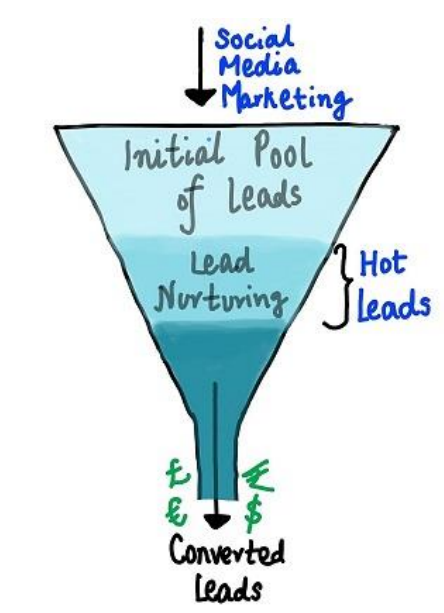 Social
Media
Marketing
Initial Pool
of Leads
Lead
Nurturing
Hot
Leads
£ ₹
€ $
Converted
Leads